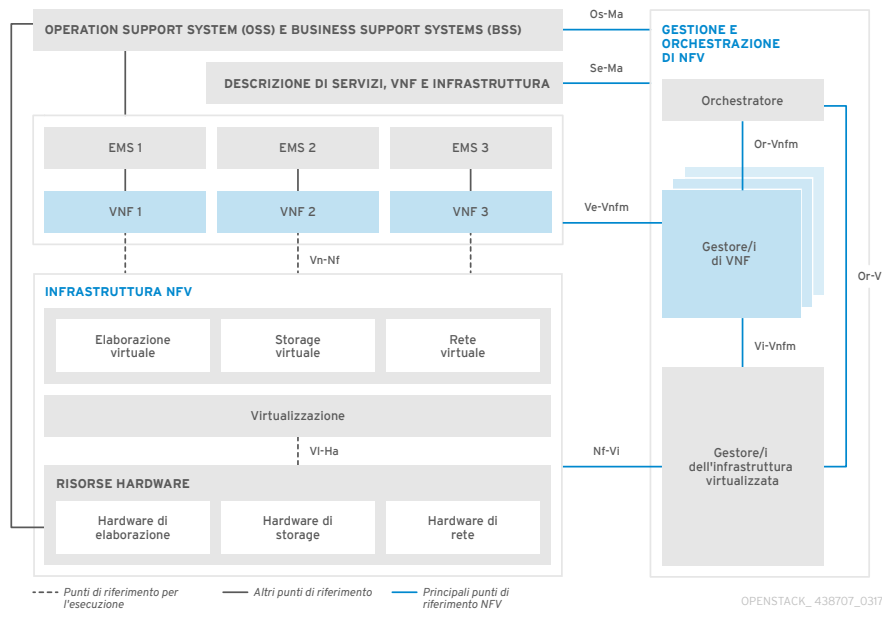 OPERATION SUPPORT SYSTEM (OSS) E BUSINESS SUPPORT SYSTEMS (BSS)
Os-Ma
GESTIONE E
ORCHESTRAZIONE
DI NFV
DESCRIZIONE DI SERVIZI, VNF E INFRASTRUTTURA
Se-Ma
Orchestratore
EMS 1
EMS 2
EMS 3
Or-Vnfm
VNF 1
VNF 2
VNF 3
Ve-Vnfm
Gestore/i
di VNF
Vn-Nf
Or-V
INFRASTRUTTURA NFV
Elaborazione
virtuale
Storage
virtuale
Rete
virtuale
Vi-Vnfm
Virtualizzazione
VI-Ha
Nf-Vi
Gestore/i
dell'infrastruttura
virtualizzata
RISORSE HARDWARE
Hardware di
elaborazione
Hardware di
storage
Hardware di
rete
Punti di riferimento per
l'esecuzione
Altri punti di riferimento
Principali punti di
riferimento NFV
OPENSTACK_438707_0317